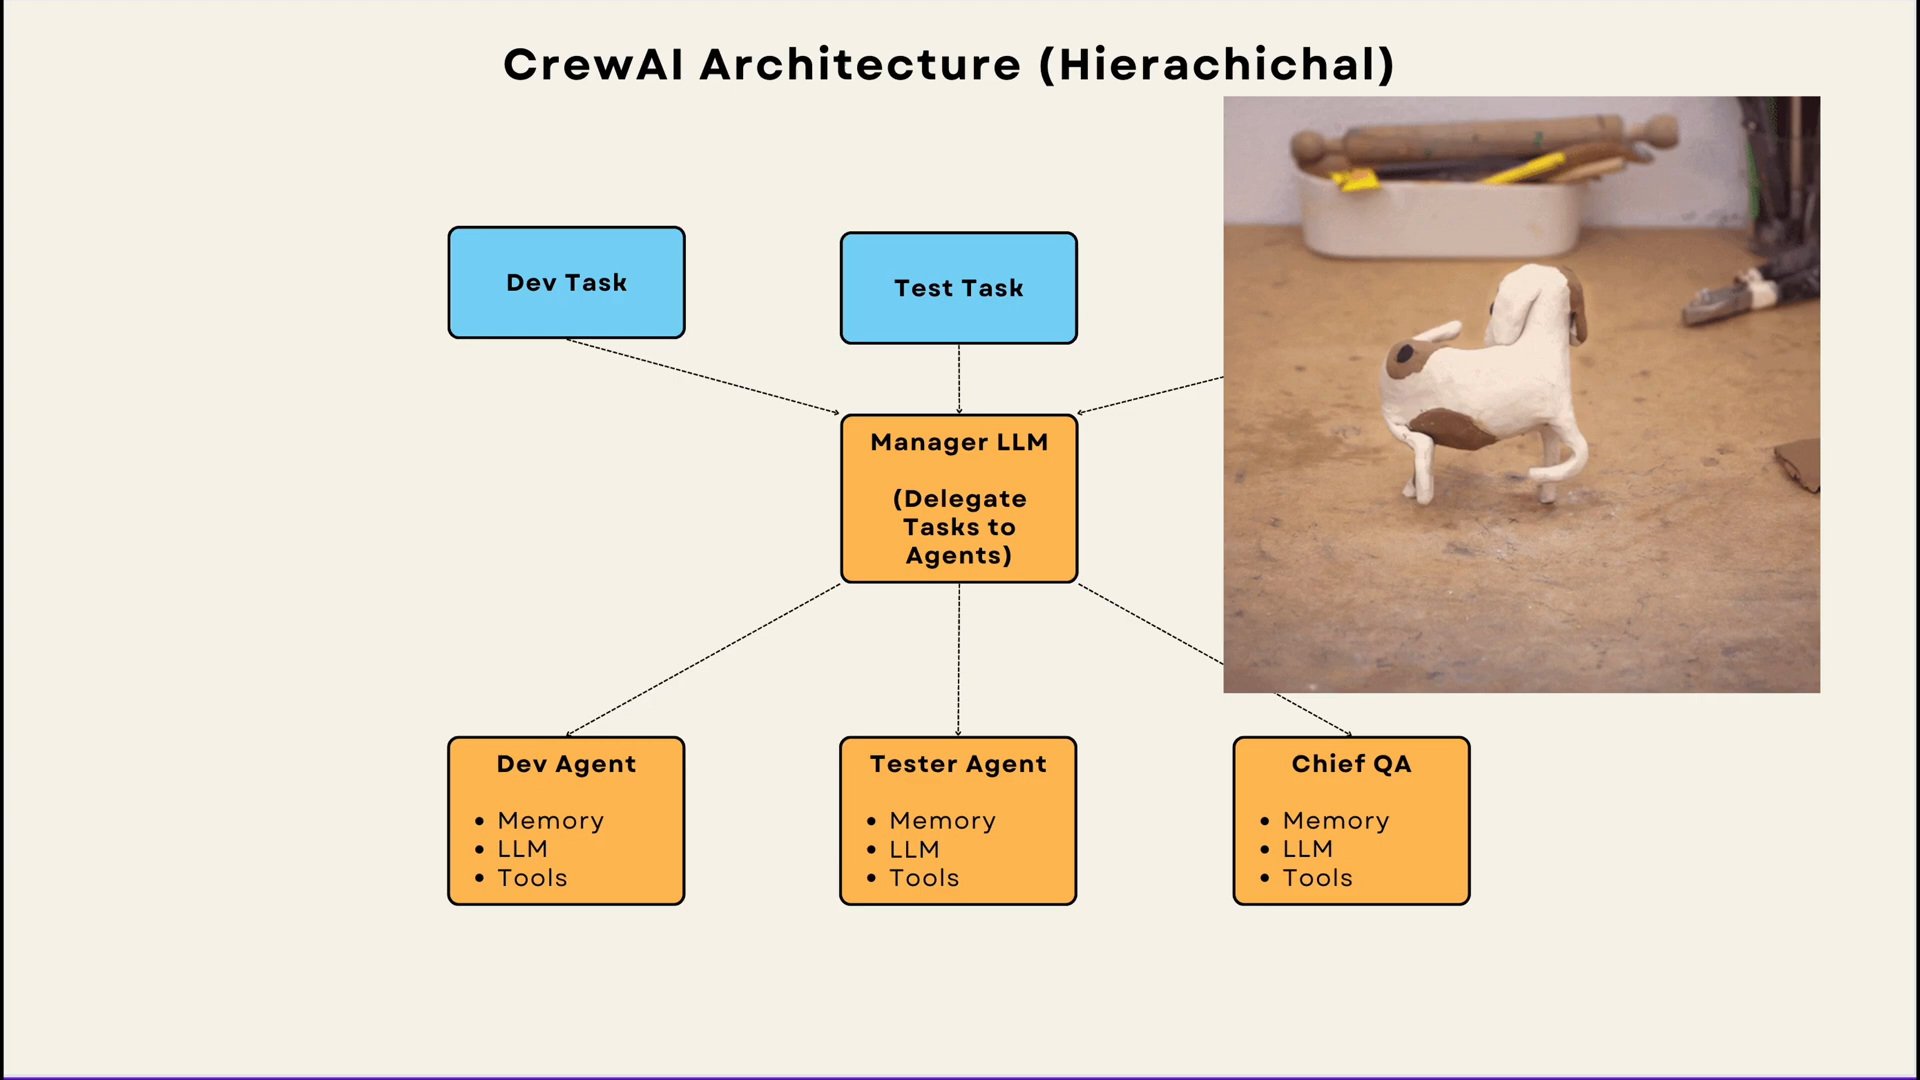 CrewAI Architecture (Hierachichal)
Dev Task
Test Task
Manager LLM
(Delegate
Tasks to
Agents)
Dev Agent
• Memory
• LLM
• Tools
Tester Agent
• Memory
• LLM
• Tools
Chief QA
• Memory
• LLM
• Tools